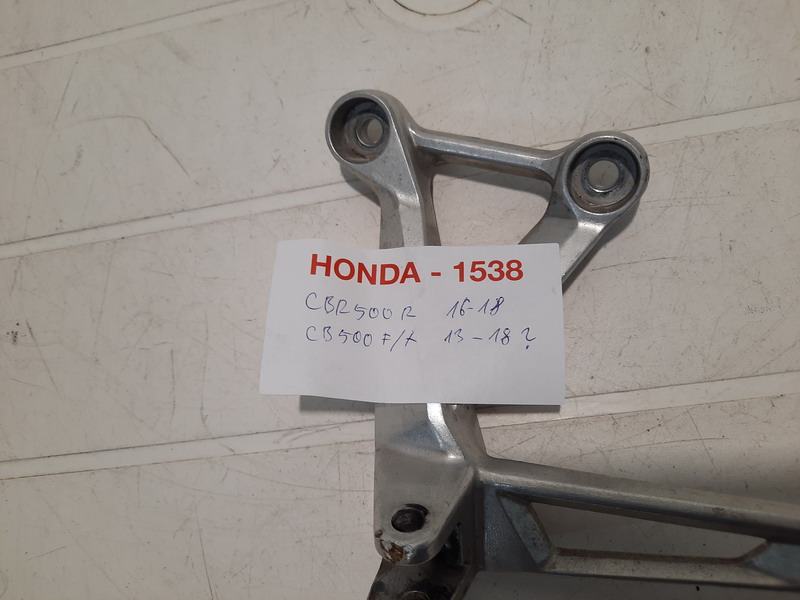 HONDA - 1538
CBR500R 16-18
CB500F/X 13-18?